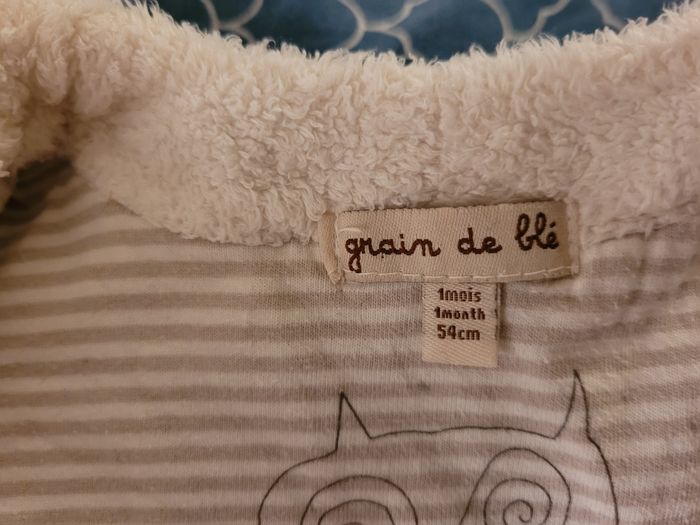 grain de blé
1mois
1month
54cm